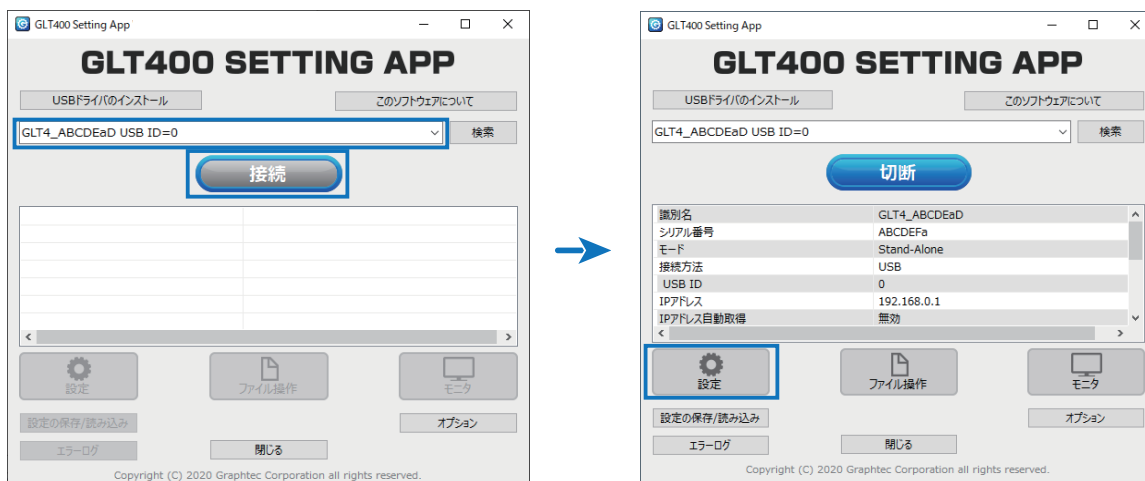 GLT400 Setting App
GLT400 SETTING APP
USBドライバのインストール
このソフトウェアについて
GLT4_ABCDEaD USB ID=0
検索
接続
設定
ファイル操作
モニタ
設定の保存/読み込み
オプション
エラーログ
閉じる
Copyright (C) 2020 Graphtec Corporation all rights reserved.
GLT400 Setting App
GLT400 SETTING APP
USBドライバのインストール
このソフトウェアについて
GLT4_ABCDEaD USB ID=0
検索
切断
識別名 GLT4_ABCDEaD
シリアル番号 ABCDEFa
モード Stand-Alone
接続方法 USB
USB ID 0
IPアドレス 192.168.0.1
IPアドレス自動取得 無効
設定
ファイル操作
モニタ
設定の保存/読み込み
オプション
エラーログ
閉じる
Copyright (C) 2020 Graphtec Corporation all rights reserved.